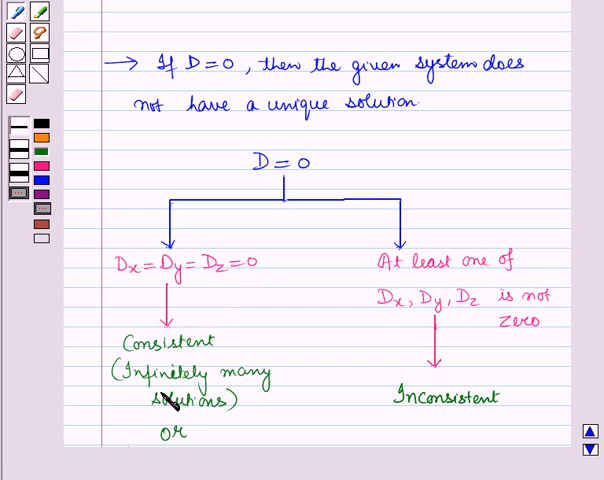 → If D = 0, then the given system does
not have a unique solution.
D = 0
Dx = Dy = Dz = 0
At least one of
Dx, Dy, Dz is not
zero
Consistent
(Infinitely many
solutions)
or
Inconsistent